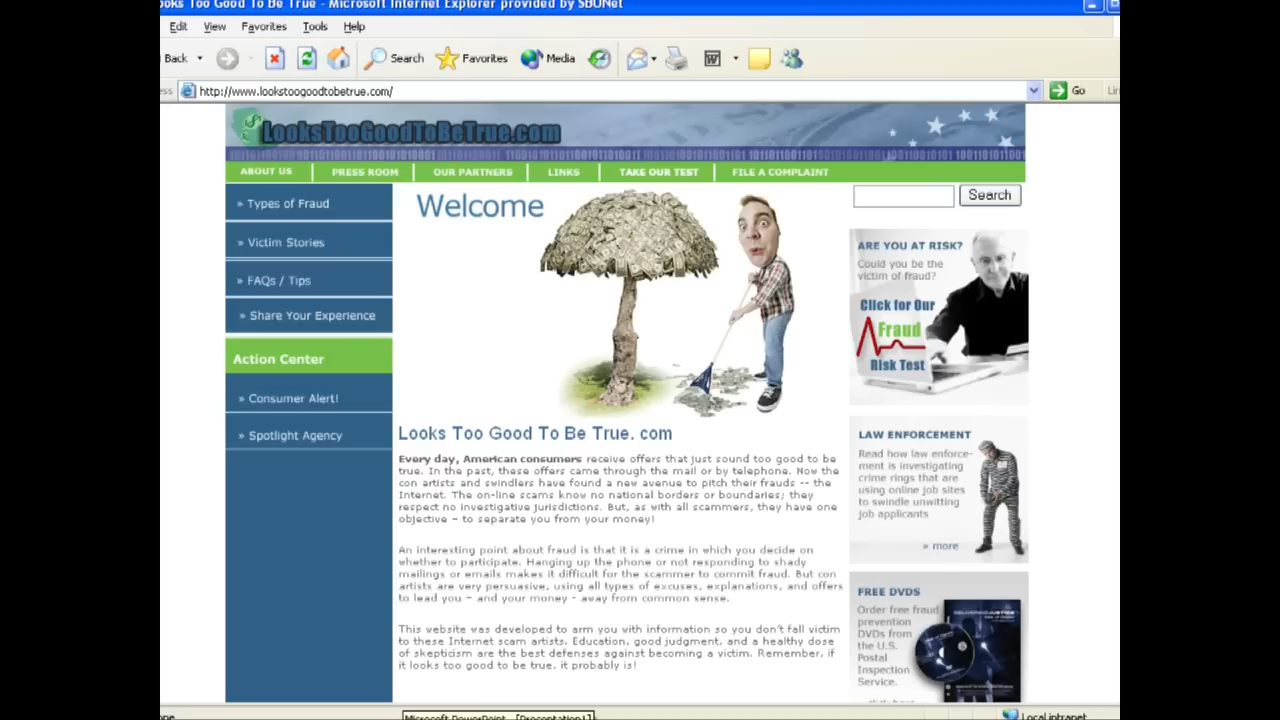 ooks Too Good To Be True - Microsoft Internet Explorer provided by SBUNet
Edit View Favorites Tools Help
Back Search Favorites Media
http://www.lookstoogoodtobetrue.com/ Go
LooksTooGoodToBeTrue.com
ABOUT US PRESS ROOM OUR PARTNERS LINKS TAKE OUR TEST FILE A COMPLAINT
» Types of Fraud
» Victim Stories
» FAQs / Tips
» Share Your Experience
Action Center
» Consumer Alert!
» Spotlight Agency
Welcome
Looks Too Good To Be True. com
Every day, American consumers receive offers that just sound too good to be
true. In the past, these offers came through the mail or by telephone. Now the
con artists and swindlers have found a new avenue to pitch their frauds -- the
Internet. The on-line scams know no national borders or boundaries; they
respect no investigative jurisdictions. But, as with all scammers, they have one
objective – to separate you from your money!
An interesting point about fraud is that it is a crime in which you decide on
whether to participate. Hanging up the phone or not responding to shady
mailings or emails makes it difficult for the scammer to commit fraud. But con
artists are very persuasive, using all types of excuses, explanations, and offers
to lead you – and your money - away from common sense.
This website was developed to arm you with information so you don't fall victim
to these Internet scam artists. Education, good judgment, and a healthy dose
of skepticism are the best defenses against becoming a victim. Remember, if
it looks too good to be true, it probably is!
Search
ARE YOU AT RISK?
Could you be the
victim of fraud?
Click for Our
Fraud
Risk Test
LAW ENFORCEMENT
Read how law enforce-
ment is investigating
crime rings that are
using online job sites
to swindle unwitting
job applicants
» more
FREE DVDS
Order free fraud
prevention
DVDs from
the U.S.
Postal
Inspection
Service.
click here
Microsoft PowerPoint - [Presentation1]
Local intranet